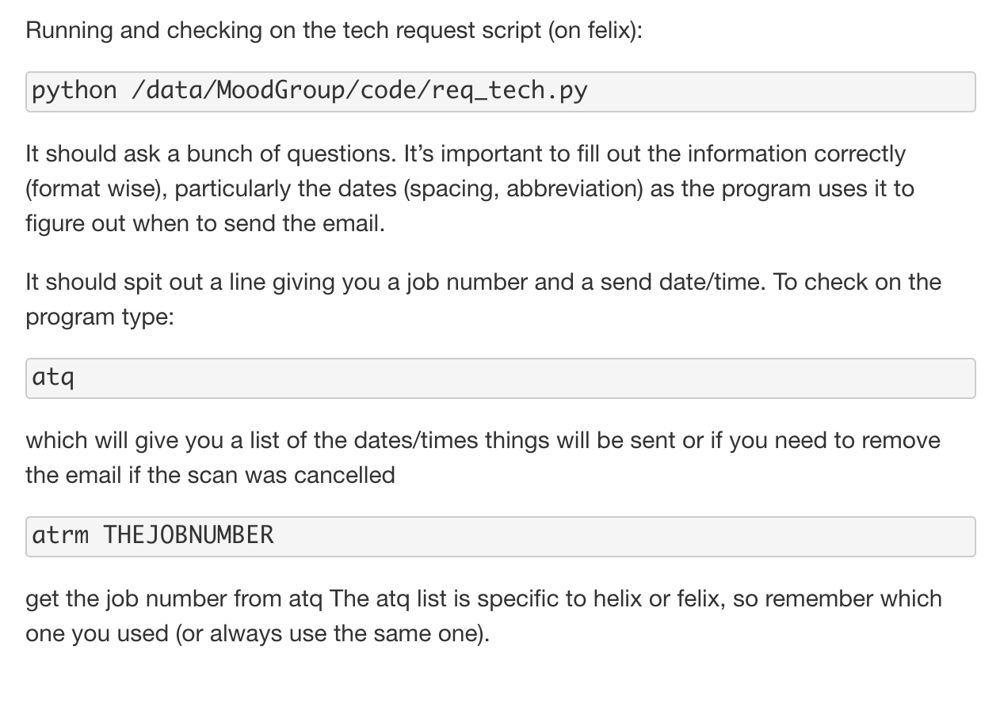 Running and checking on the tech request script (on felix):
python /data/MoodGroup/code/req_tech.py
It should ask a bunch of questions. It’s important to fill out the information correctly
(format wise), particularly the dates (spacing, abbreviation) as the program uses it to
figure out when to send the email.
It should spit out a line giving you a job number and a send date/time. To check on the
program type:
atq
which will give you a list of the dates/times things will be sent or if you need to remove
the email if the scan was cancelled
atrm THEJOBNUMBER
get the job number from atq The atq list is specific to helix or felix, so remember which
one you used (or always use the same one).